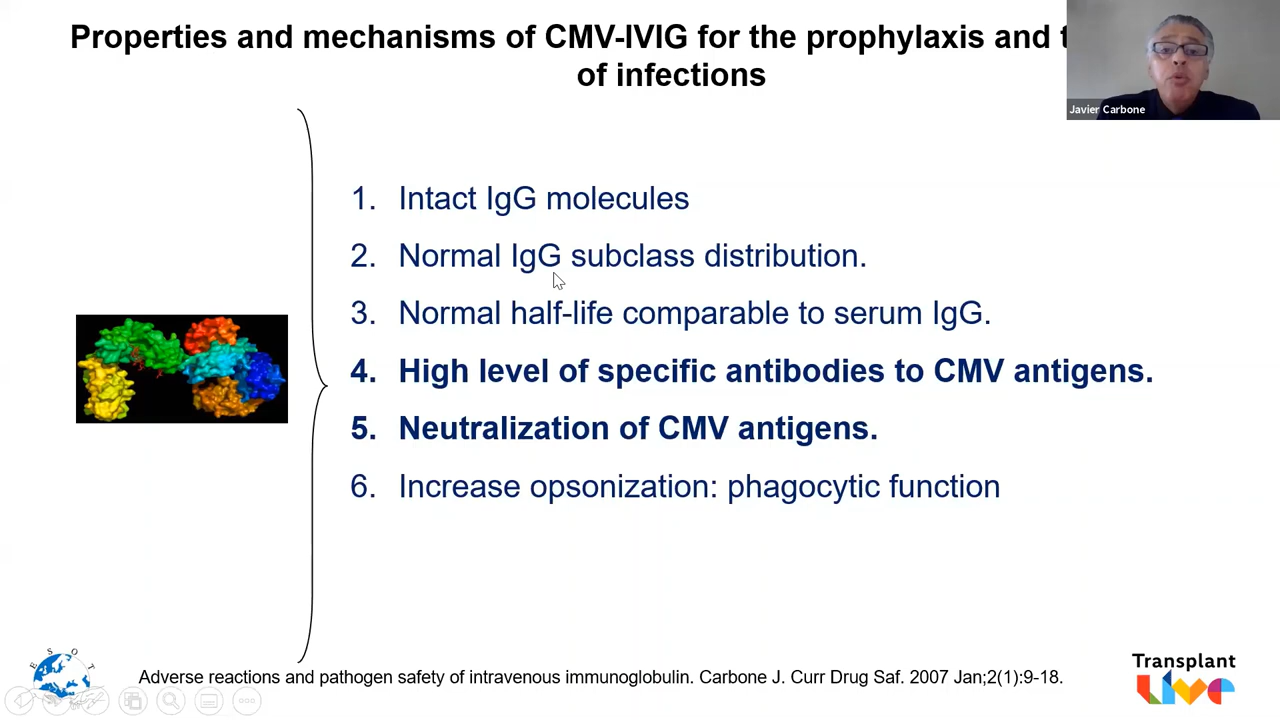 Properties and mechanisms of CMV-IVIG for the prophylaxis and
of infections
Javier Carbone
1. Intact IgG molecules
2. Normal IgG subclass distribution.
3. Normal half-life comparable to serum IgG.
4. High level of specific antibodies to CMV antigens.
5. Neutralization of CMV antigens.
6. Increase opsonization: phagocytic function
E S O T
Adverse reactions and pathogen safety of intravenous immunoglobulin. Carbone J. Curr Drug Saf. 2007 Jan;2(1):9-18.
Transplant
Live